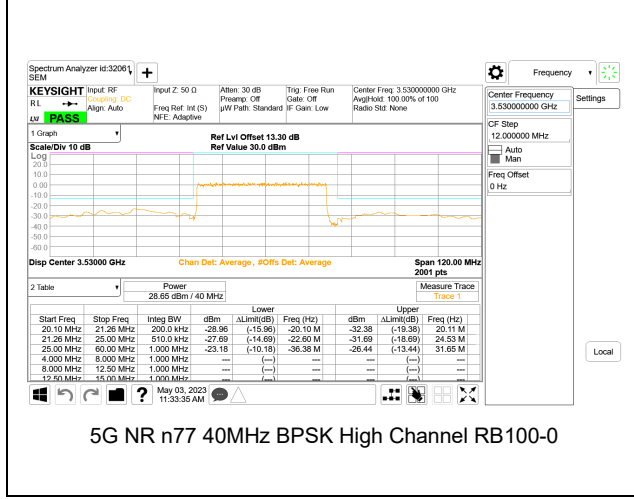 Spectrum Analyzer id:32061
SEM
+
Frequency
Settings
KEYSIGHT
RL
LXI
PASS
Input: RF
Coupling: DC
Align: Auto
Input Z: 50 Ω
Freq Ref: Int (S)
NFE: Adaptive
Atten: 30 dB
Preamp: Off
µW Path: Standard
Trig: Free Run
Gate: Off
IF Gain: Low
Center Freq: 3.530000000 GHz
Avg|Hold: 100.00% of 100
Radio Std: None
Center Frequency
3.530000000 GHz
CF Step
12.000000 MHz
Auto
Man
Freq Offset
0 Hz
Local
1 Graph
Scale/Div 10 dB
Ref Lvl Offset 13.30 dB
Ref Value 30.0 dBm
Log
20.0
10.0
0.00
-10.0
-20.0
-30.0
-40.0
-50.0
-60.0
Disp Center 3.53000 GHz
Chan Det: Average , #Offs Det: Average
Span 120.00 MHz
2001 pts
2 Table
Power
28.65 dBm / 40 MHz
Measure Trace
Trace 1
Lower Upper
Start Freq Stop Freq Integ BW dBm ΔLimit(dB) Freq (Hz) dBm ΔLimit(dB) Freq (Hz)
20.10 MHz 21.26 MHz 200.0 kHz -28.96 (-15.96) -20.10 M -32.38 (-19.38) 20.11 M
21.26 MHz 25.00 MHz 510.0 kHz -27.69 (-14.69) -22.60 M -31.69 (-18.69) 24.53 M
25.00 MHz 60.00 MHz 1.000 MHz -23.18 (-10.18) -36.38 M -26.44 (-13.44) 31.65 M
4.000 MHz 8.000 MHz 1.000 MHz --- (---) --- --- (---) ---
8.000 MHz 12.50 MHz 1.000 MHz --- (---) --- --- (---) ---
12.50 MHz 15.00 MHz 1.000 MHz --- (---) --- --- (---) ---
?
May 03, 2023
11:33:35 AM
5G NR n77 40MHz BPSK High Channel RB100-0